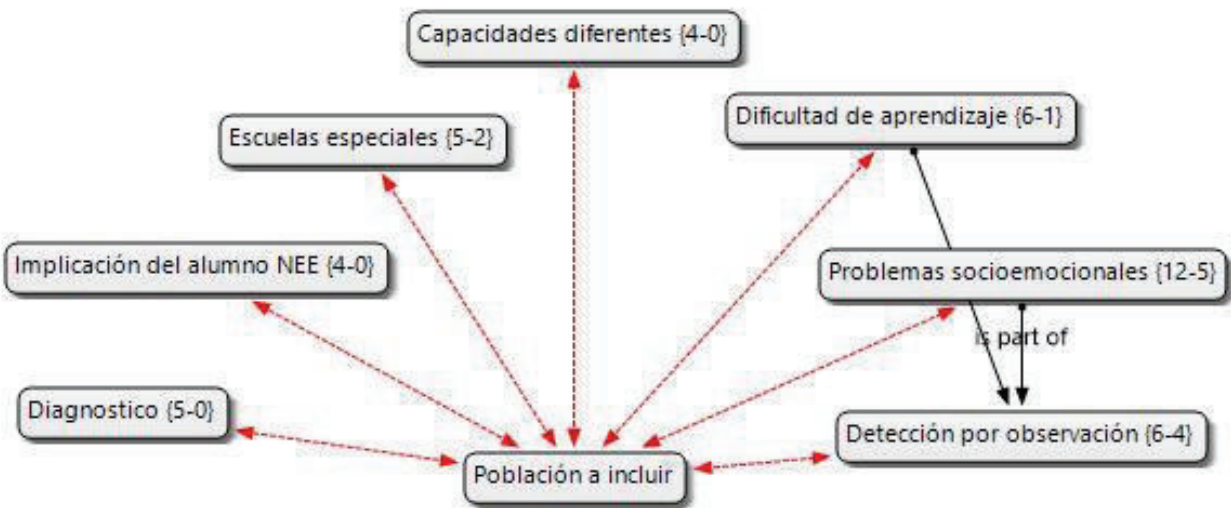 Capacidades diferentes {4-0}
Dificultad de aprendizaje {6-1}
Escuelas especiales {5-2}
Implicación del alumno NEE {4-0}
Problemas socioemocionales {12-5}
is part of
Diagnostico {5-0}
Detección por observación {6-4}
Población a incluir